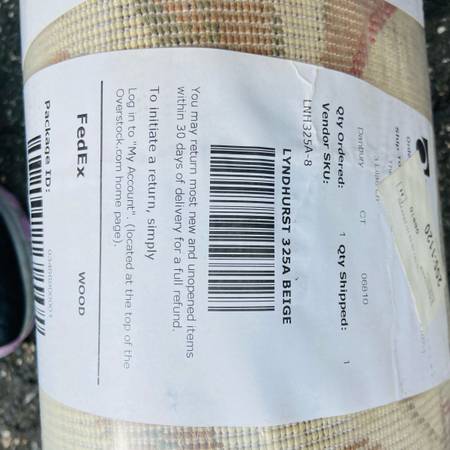 Ship To
Danbury CT 06810
Qty Ordered: 1 Qty Shipped: 1
Vendor SKU:
LNH325A-8
LYNDHURST 325A BEIGE
You may return most new and unopened items
within 30 days of delivery for a full refund.
To initiate a return, simply
Log in to "My Account". (located at the top of the
Overstock.com home page).
FedEx WOOD
Package ID: